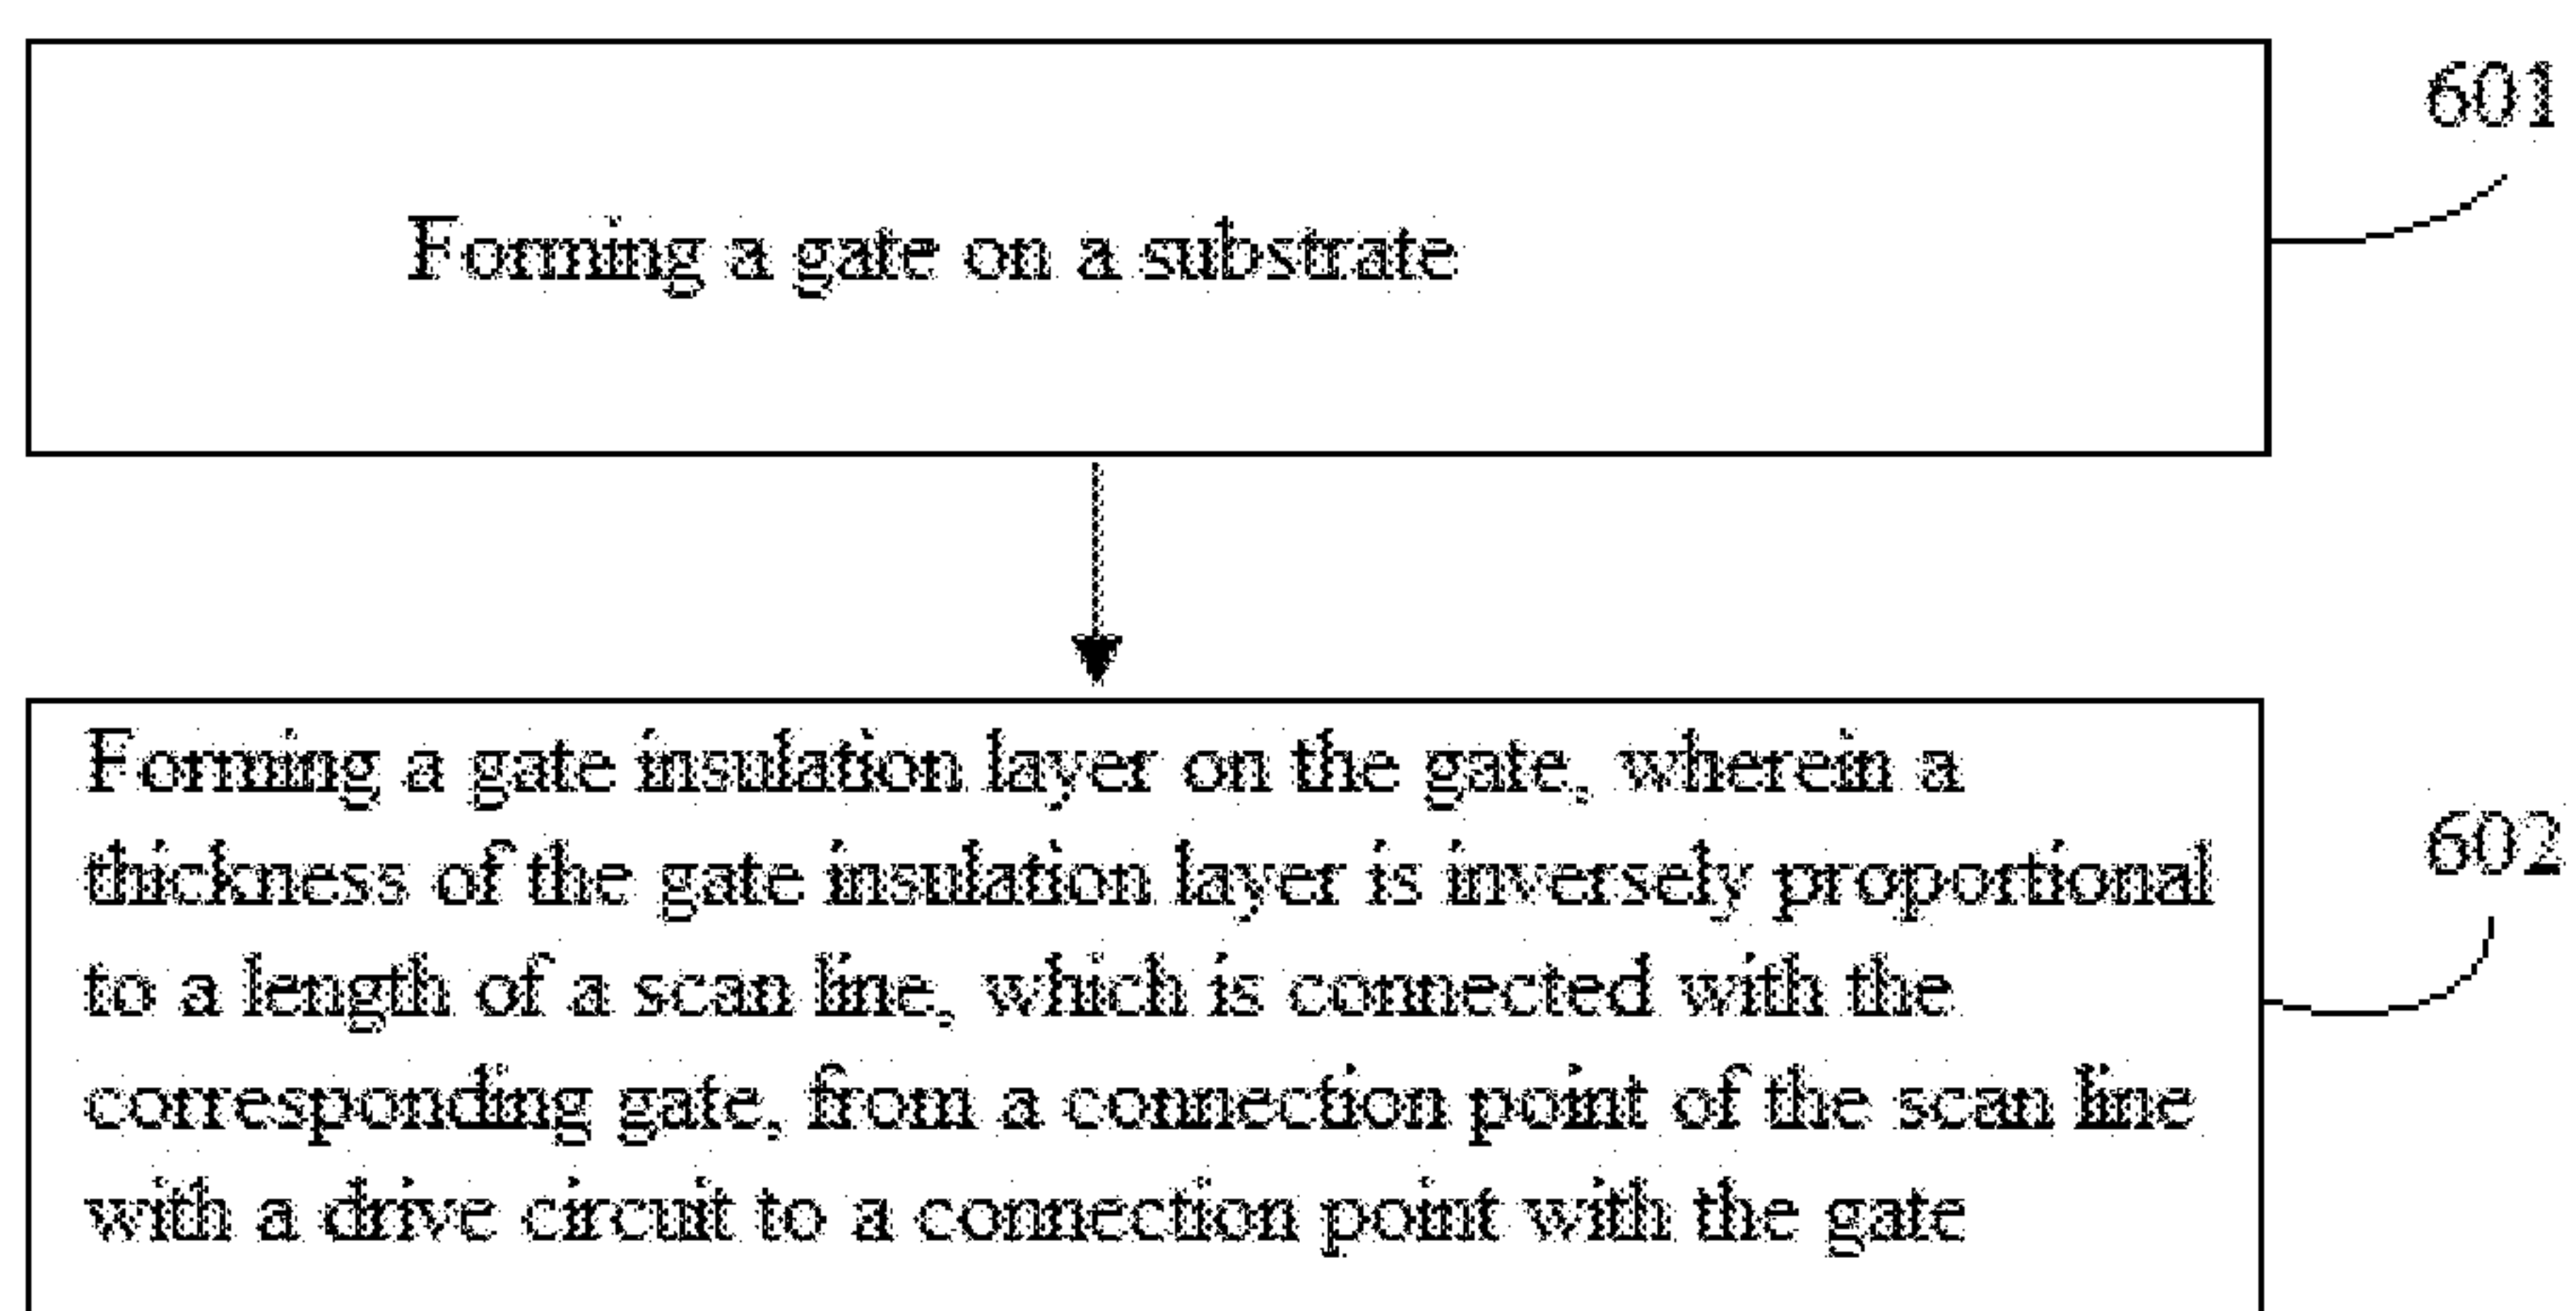 601
Forming a gate on a substrate
Forming a gate insulation layer on the gate, wherein a
thickness of the gate insulation layer is inversely proportional
602
to a length of a scan line, which is connected with the
corresponding gate, from a connection point of the scan line
with a drive circuit to a connection point with the gate